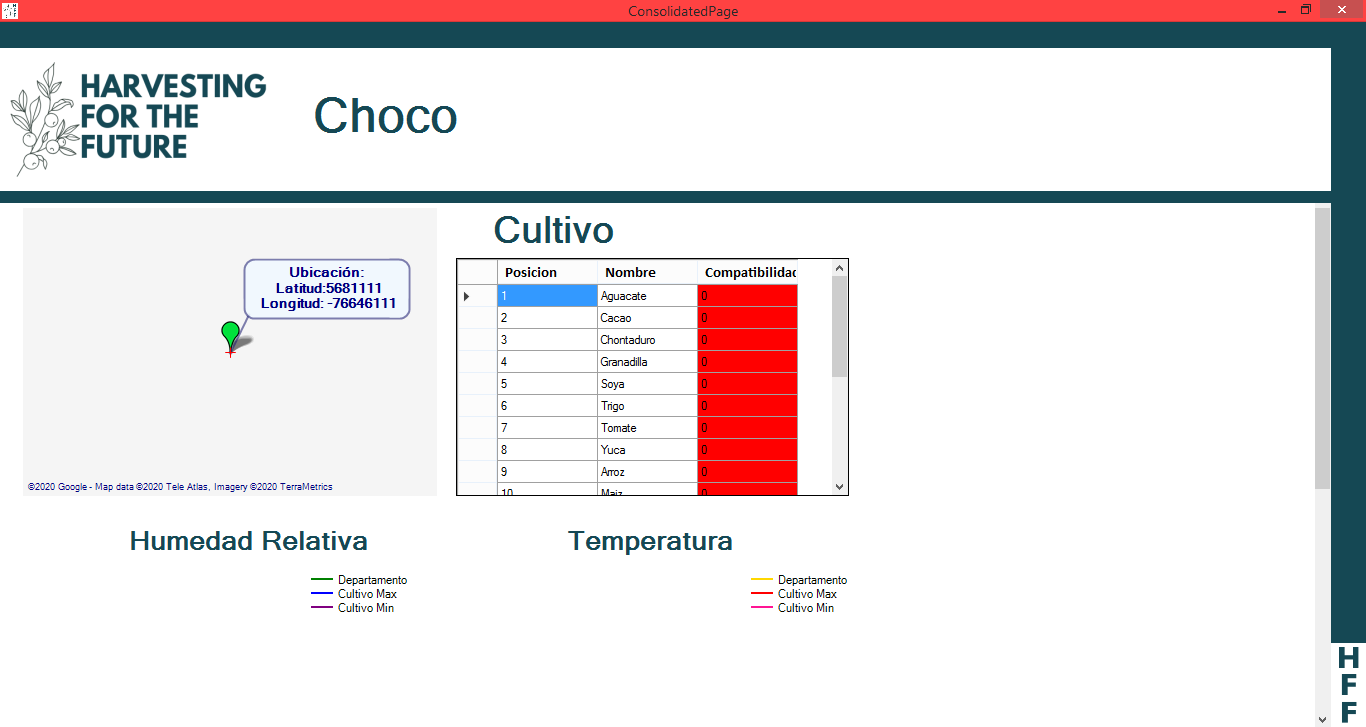 ConsolidatedPage
HARVESTING
FOR THE
FUTURE
Choco
Ubicación:
Latitud:5681111
Longitud: -76646111
©2020 Google - Map data ©2020 Tele Atlas, Imagery ©2020 TerraMetrics
Cultivo
Posicion Nombre Compatibilidad
1 Aguacate 0
2 Cacao 0
3 Chontaduro 0
4 Granadilla 0
5 Soya 0
6 Trigo 0
7 Tomate 0
8 Yuca 0
9 Arroz 0
10 Maiz 0
Humedad Relativa
Departamento
Cultivo Max
Cultivo Min
Temperatura
Departamento
Cultivo Max
Cultivo Min
H
F
F